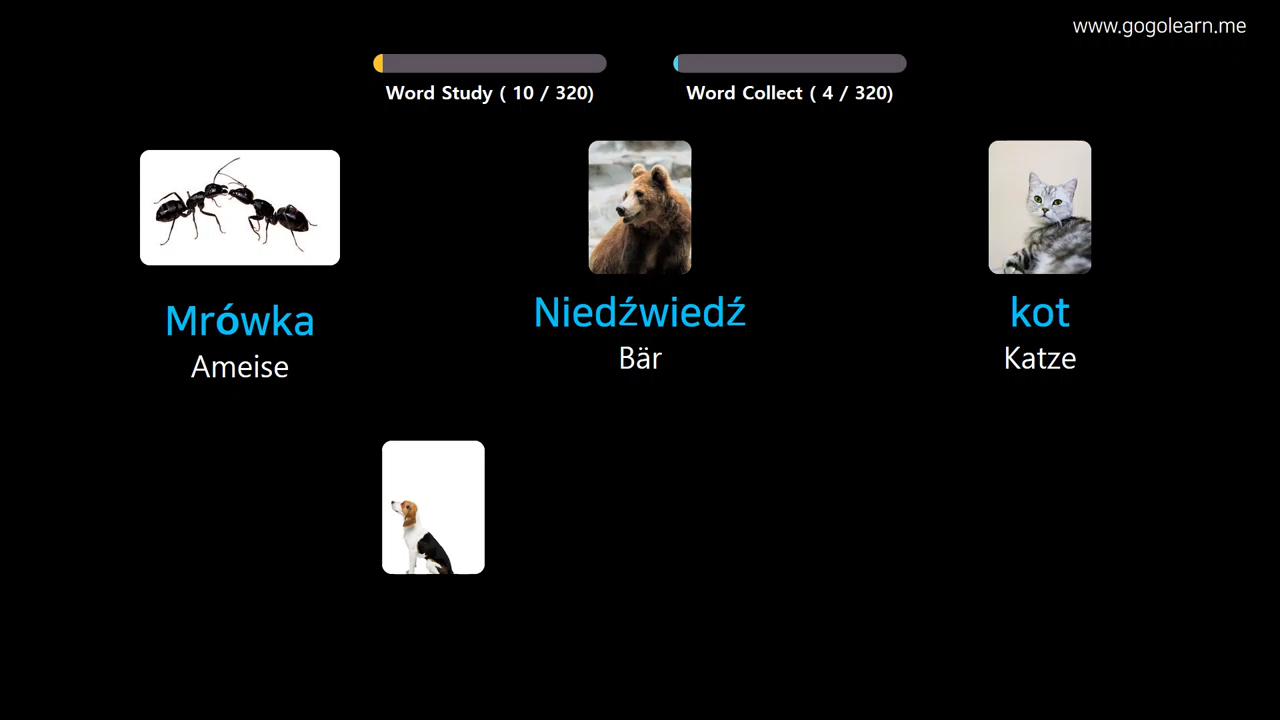 www.gogolearn.me
Word Study ( 10 / 320)
Word Collect ( 4 / 320)
Mrówka
Ameise
Niedźwiedź
Bär
kot
Katze